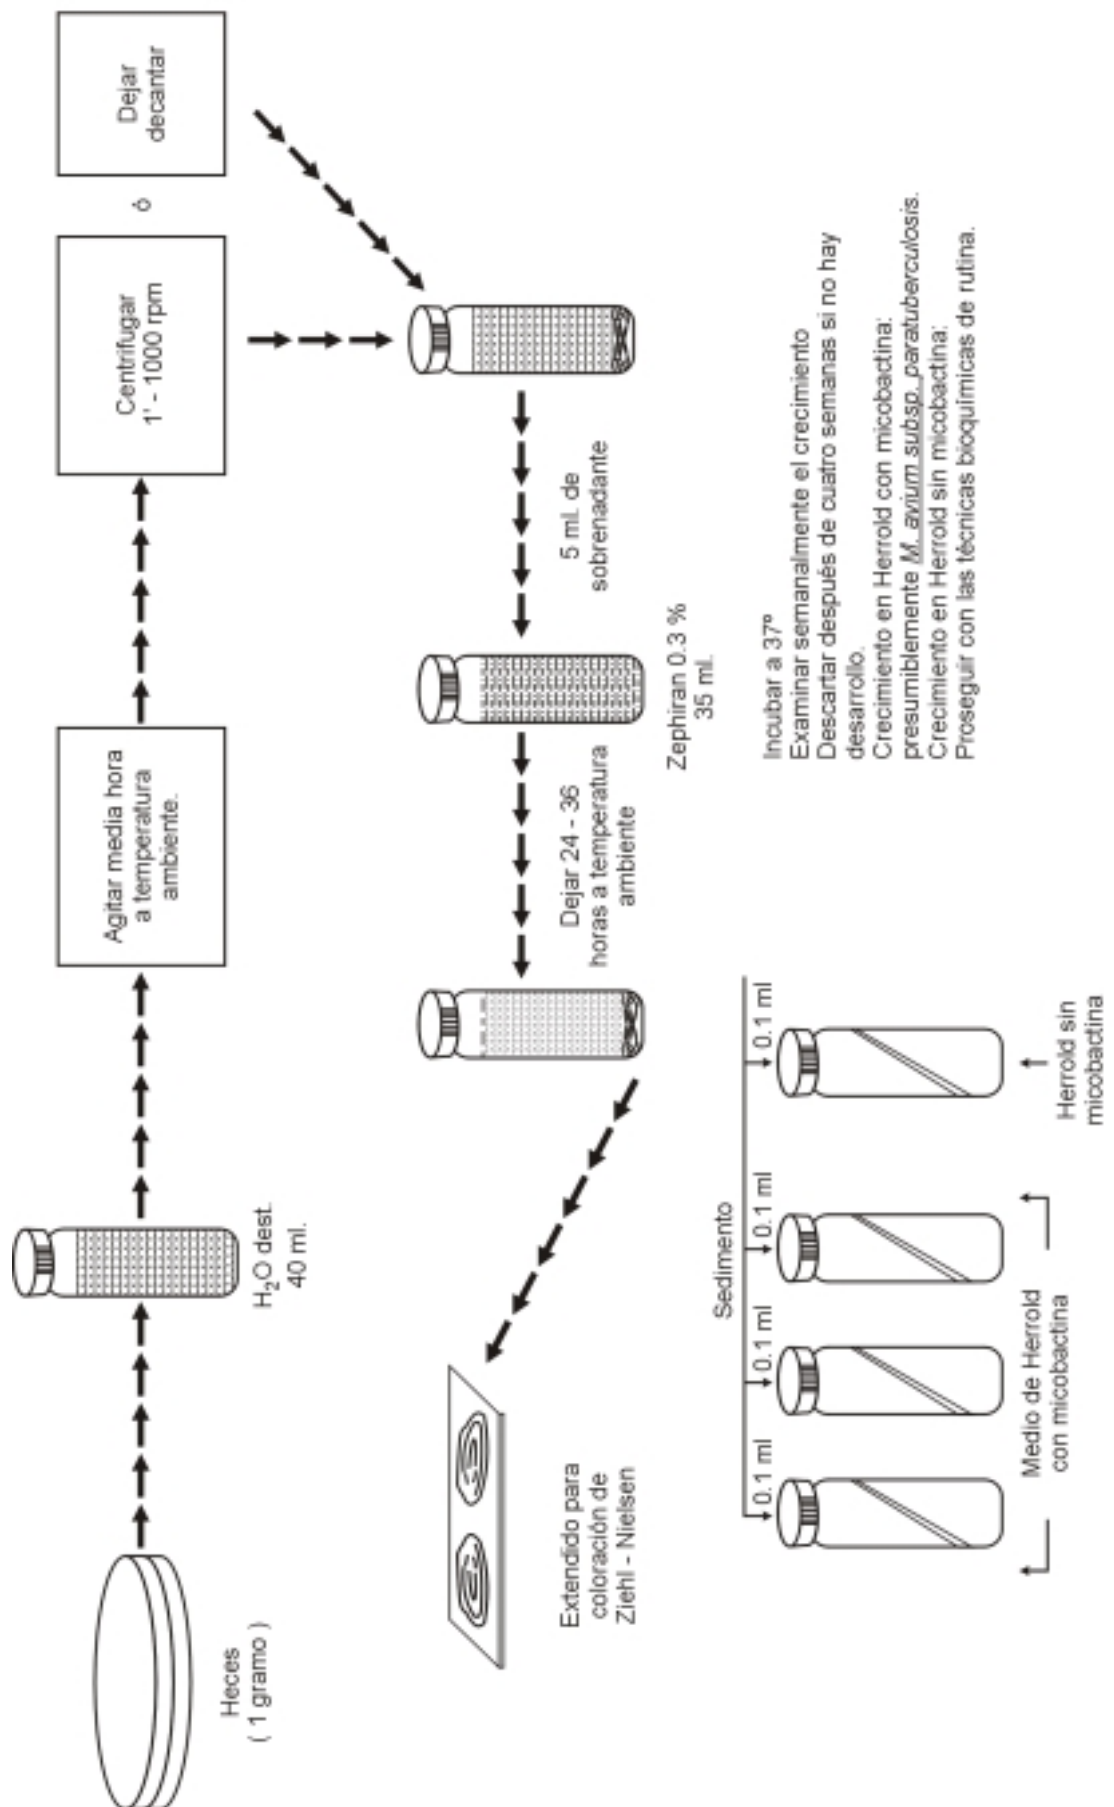 Heces
( 1 gramo )
H₂O dest.
40 ml.
Agitar media hora
a temperatura
ambiente.
Centrifugar
1' - 1000 rpm
ó
Dejar
decantar
5 ml. de
sobrenadante
Zephiran 0.3 %
35 ml.
Dejar 24 - 36
horas a temperatura
ambiente
Extendido para
coloración de
Ziehl - Nielsen
Sedimento
0.1 ml
0.1 ml
0.1 ml
0.1 ml
Medio de Herrold
con micobactina
Herrold sin
micobactina
Incubar a 37º
Examinar semanalmente el crecimiento
Descartar después de cuatro semanas si no hay
desarrollo.
Crecimiento en Herrold con micobactina:
presumiblemente M. avium subsp. paratuberculosis.
Crecimiento en Herrold sin micobactina:
Proseguir con las técnicas bioquímicas de rutina.